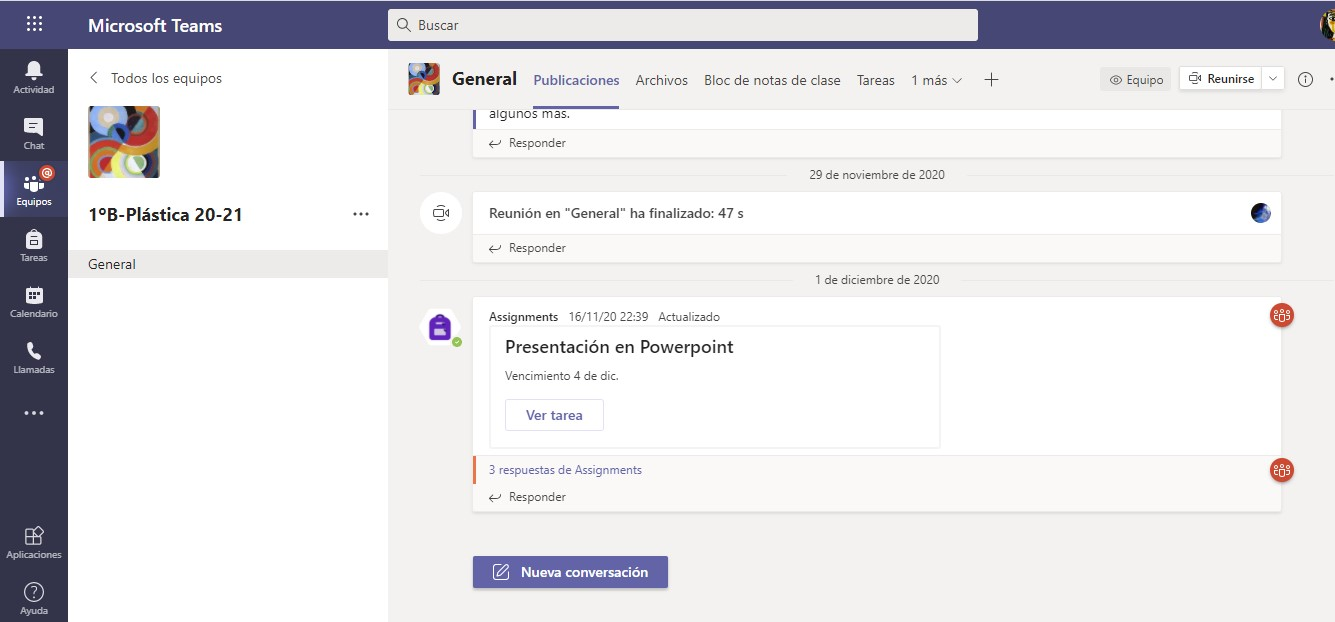 Microsoft Teams
Buscar
Actividad
Chat
Equipos
Tareas
Calendario
Llamadas
Aplicaciones
Ayuda
Todos los equipos
1ºB-Plástica 20-21
General
General Publicaciones Archivos Bloc de notas de clase Tareas 1 más
Equipo Reunirse
algunos más.
Responder
29 de noviembre de 2020
Reunión en "General" ha finalizado: 47 s
Responder
1 de diciembre de 2020
Assignments 16/11/20 22:39 Actualizado
Presentación en Powerpoint
Vencimiento 4 de dic.
Ver tarea
3 respuestas de Assignments
Responder
Nueva conversación